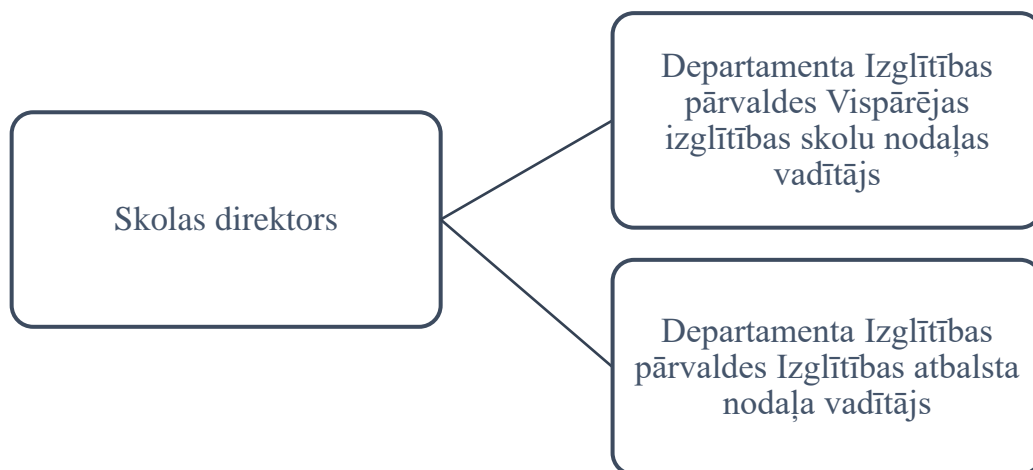 Skolas direktors
Departamenta Izglītības
pārvaldes Vispārējas
izglītības skolu nodaļas
vadītājs
Departamenta Izglītības
pārvaldes Izglītības atbalsta
nodaļa vadītājs